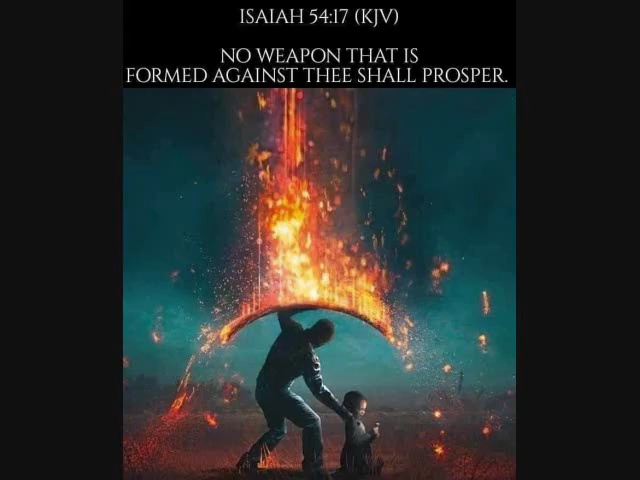 ISAIAH 54:17 (KJV)
NO WEAPON THAT IS
FORMED AGAINST THEE SHALL PROSPER.